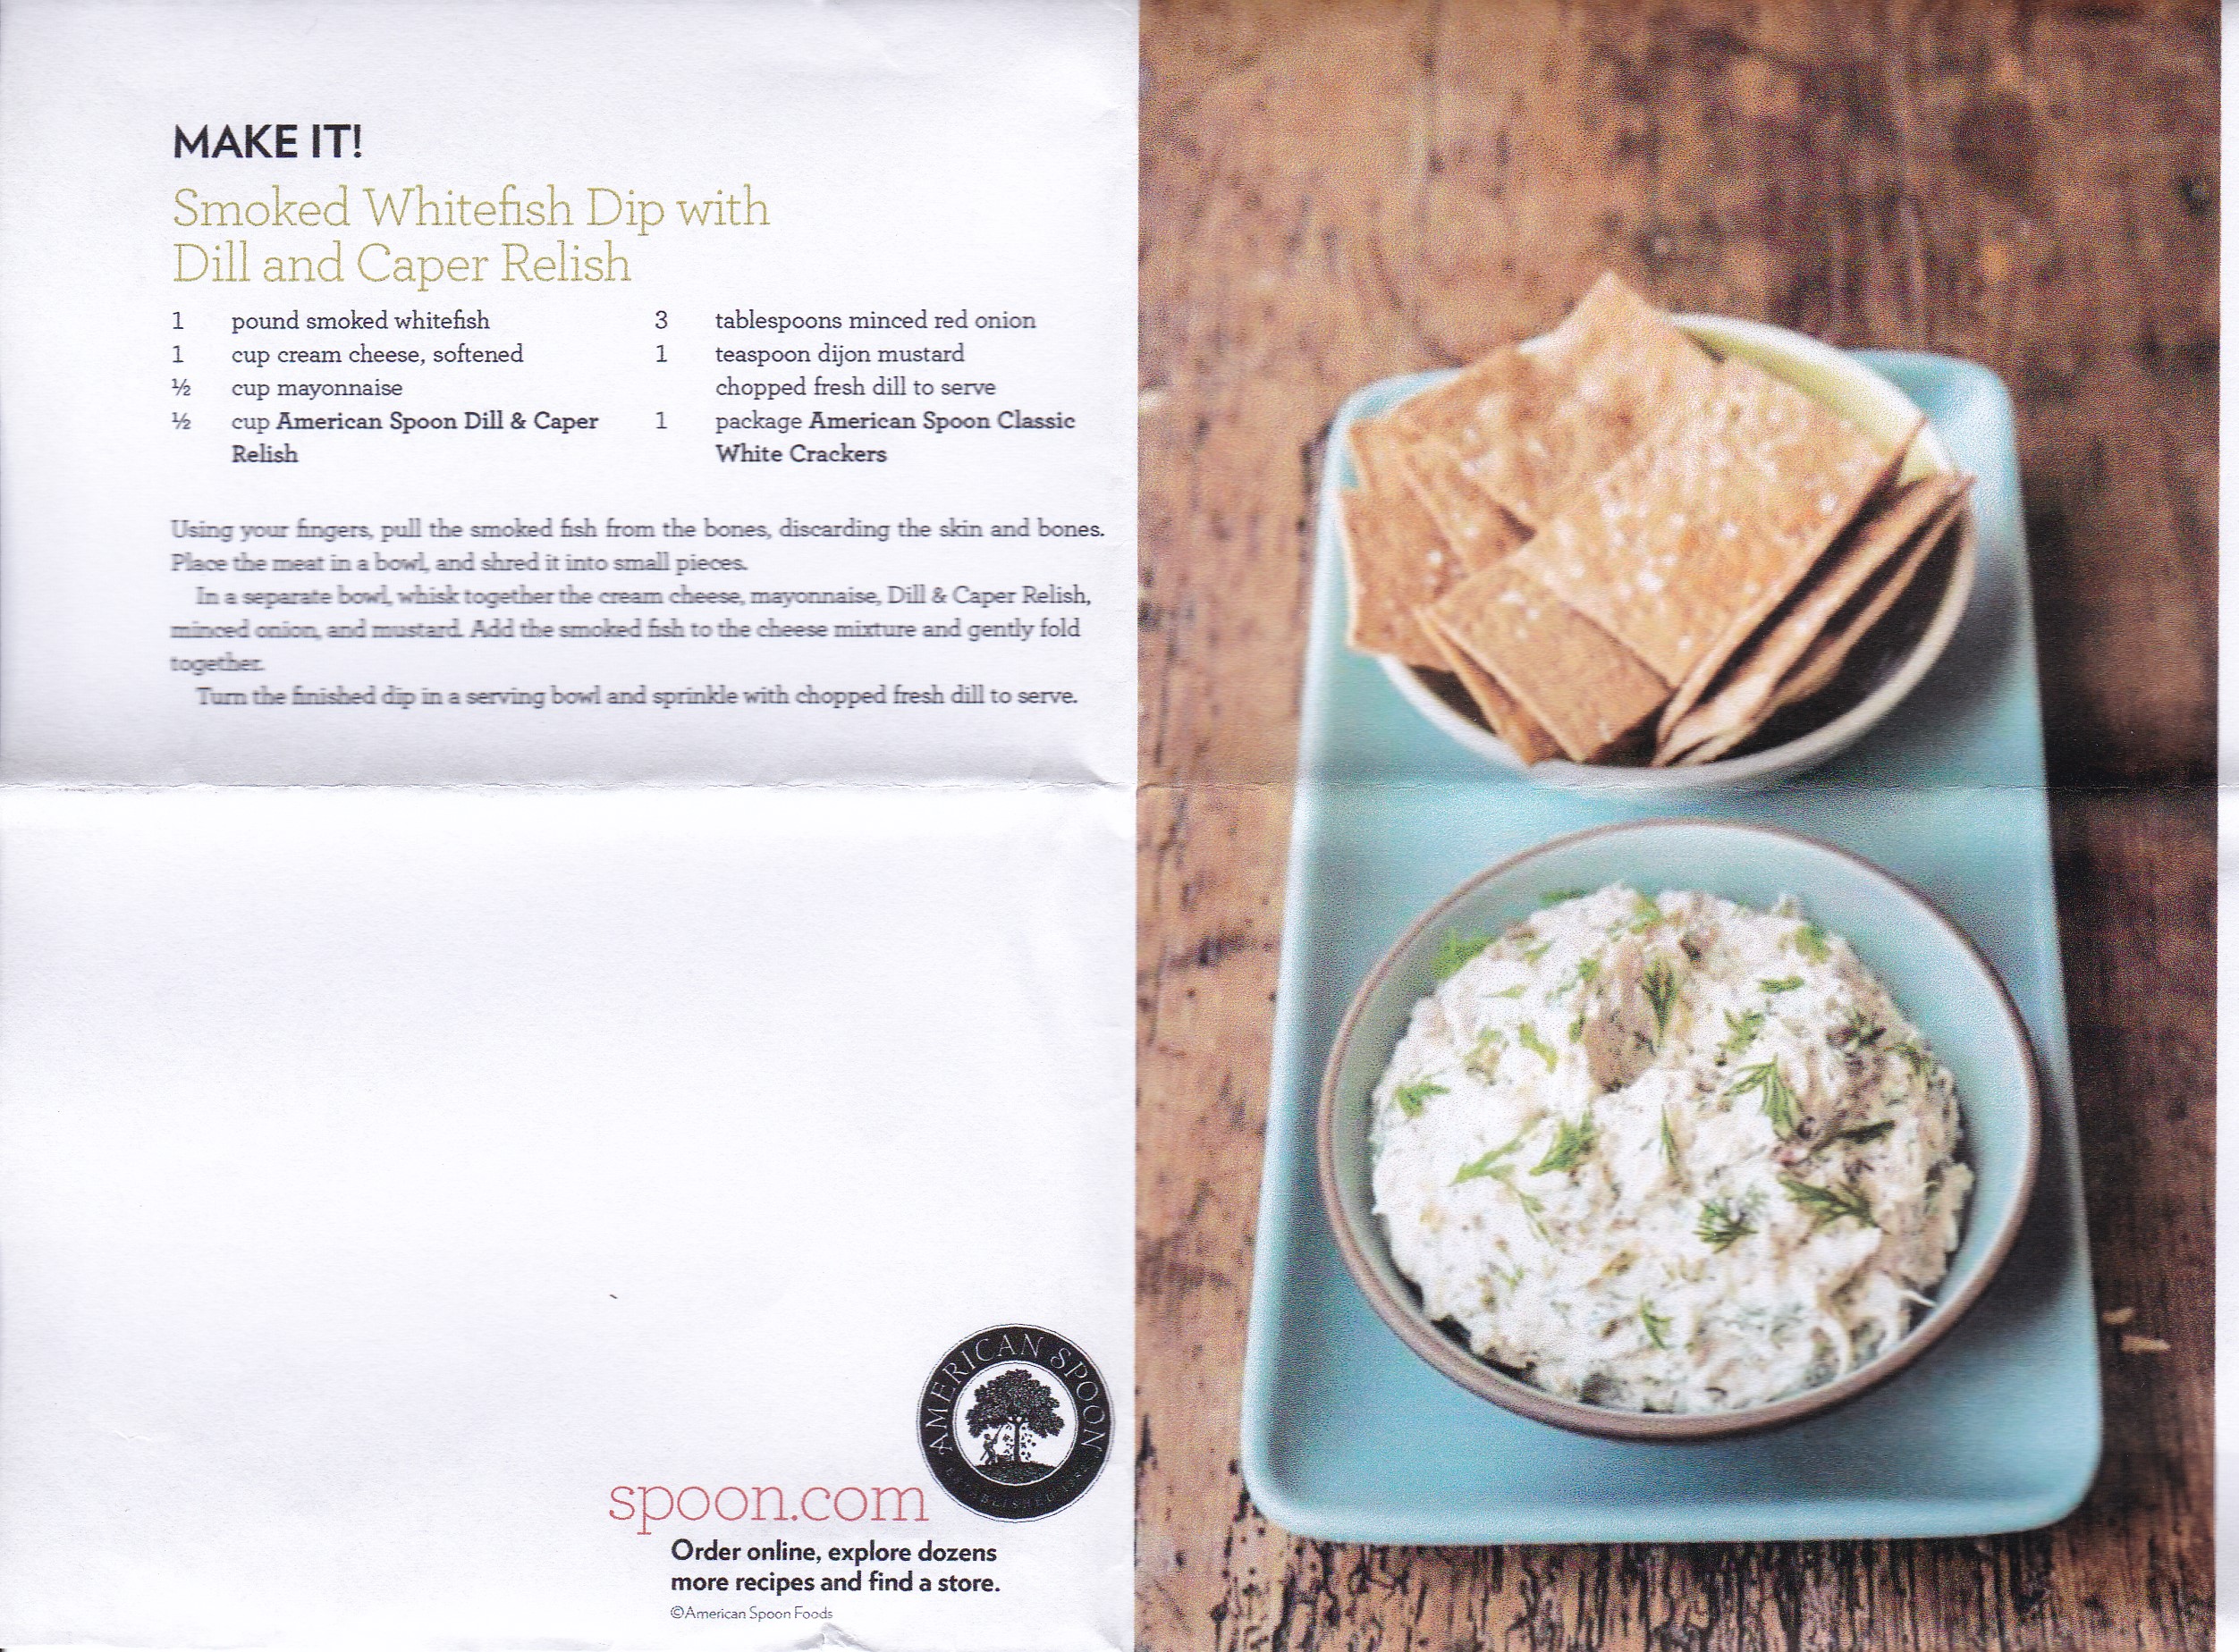 MAKE IT!
Smoked Whitefish Dip with
Dill and Caper Relish
1 pound smoked whitefish
1 cup cream cheese, softened
½ cup mayonnaise
½ cup American Spoon Dill & Caper
Relish
3 tablespoons minced red onion
1 teaspoon dijon mustard
chopped fresh dill to serve
1 package American Spoon Classic
White Crackers
Using your fingers, pull the smoked fish from the bones, discarding the skin and bones.
Place the meat in a bowl, and shred it into small pieces.
In a separate bowl, whisk together the cream cheese, mayonnaise, Dill & Caper Relish,
minced onion, and mustard. Add the smoked fish to the cheese mixture and gently fold
together.
Turn the finished dip in a serving bowl and sprinkle with chopped fresh dill to serve.
AMERICAN SPOON
spoon.com
Order online, explore dozens
more recipes and find a store.
©American Spoon Foods